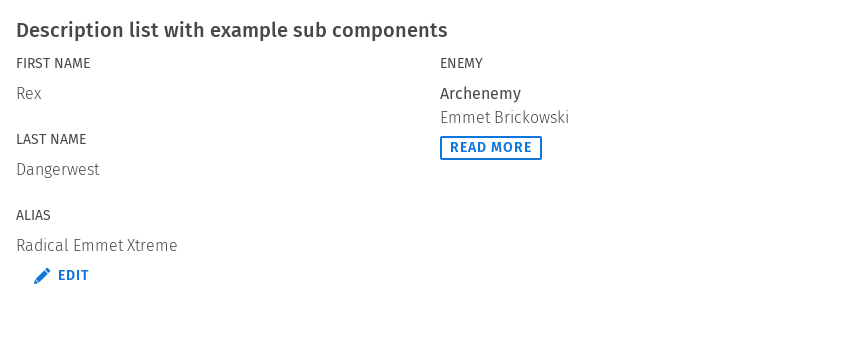 Description list with example sub components
FIRST NAME
Rex
LAST NAME
Dangerwest
ALIAS
Radical Emmet Xtreme
EDIT
ENEMY
Archenemy
Emmet Brickowski
READ MORE